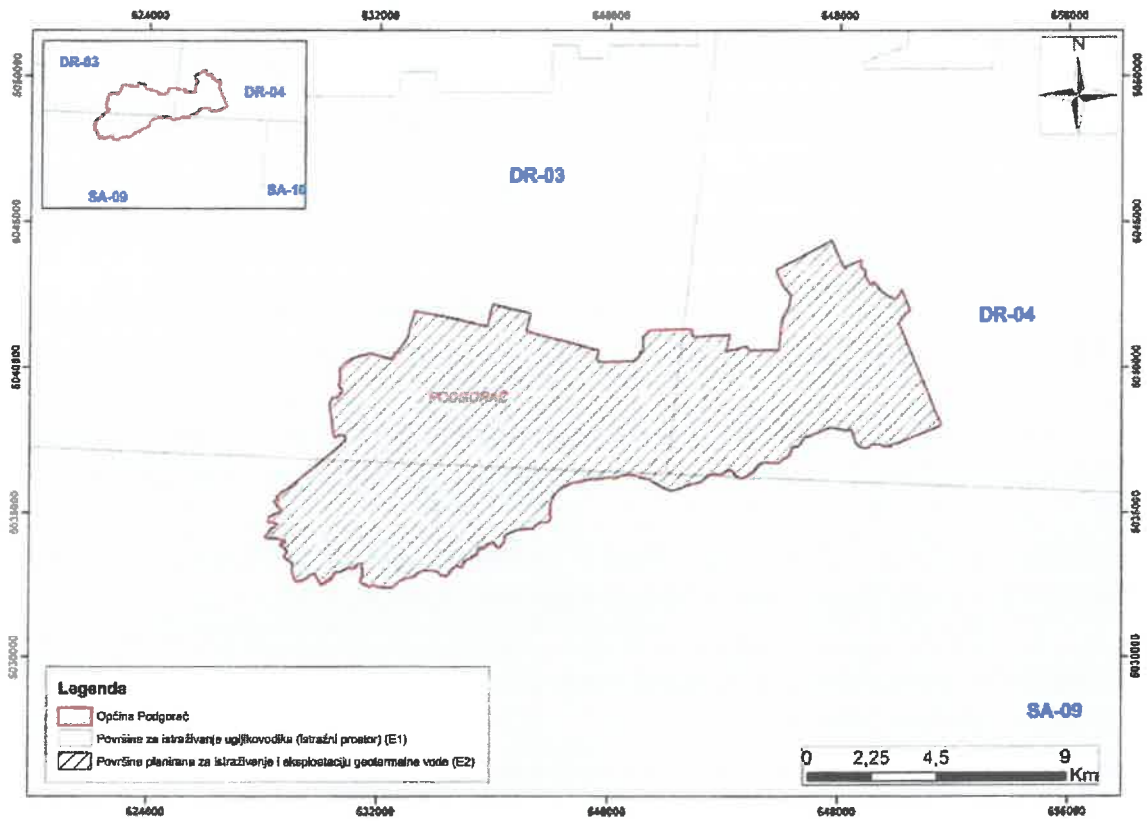 624000 632000 640000 648000 656000
DR-03
DR-04
SA-09
SA-10
N
DR-03
DR-04
PODGORAČ
SA-09
Legenda
Općina Podgorač
Površine za istraživanje ugljikovodika (istražni prostor) (E1)
Površine planirane za istraživanje i eksploataciju geotermalne vode (E2)
0 2,25 4,5 9
Km
624000 632000 640000 648000 656000